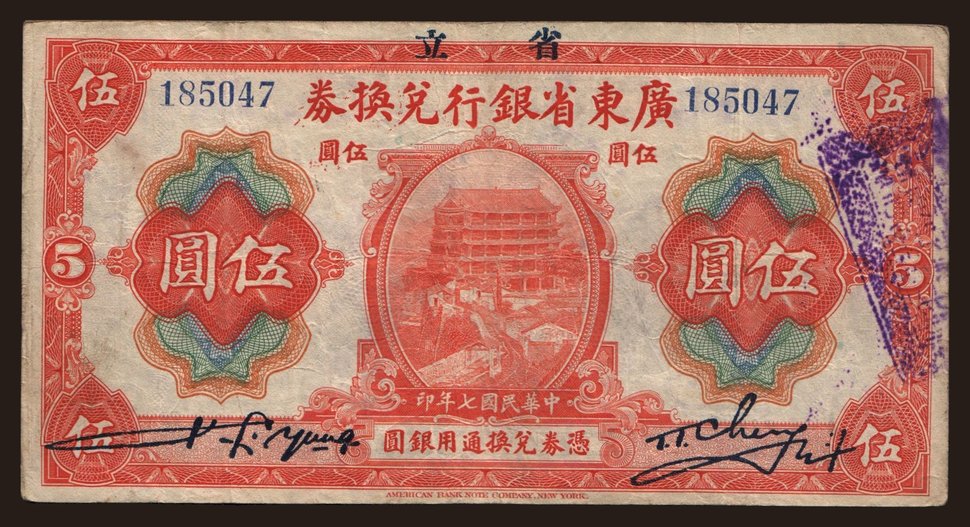 省立
伍 伍
185047 廣東省銀行兌換券 185047
伍圓 伍圓
伍圓 伍圓
5 5
中華民國七年印
憑券兌換通用銀圓
伍 伍
AMERICAN BANK NOTE COMPANY, NEW YORK.